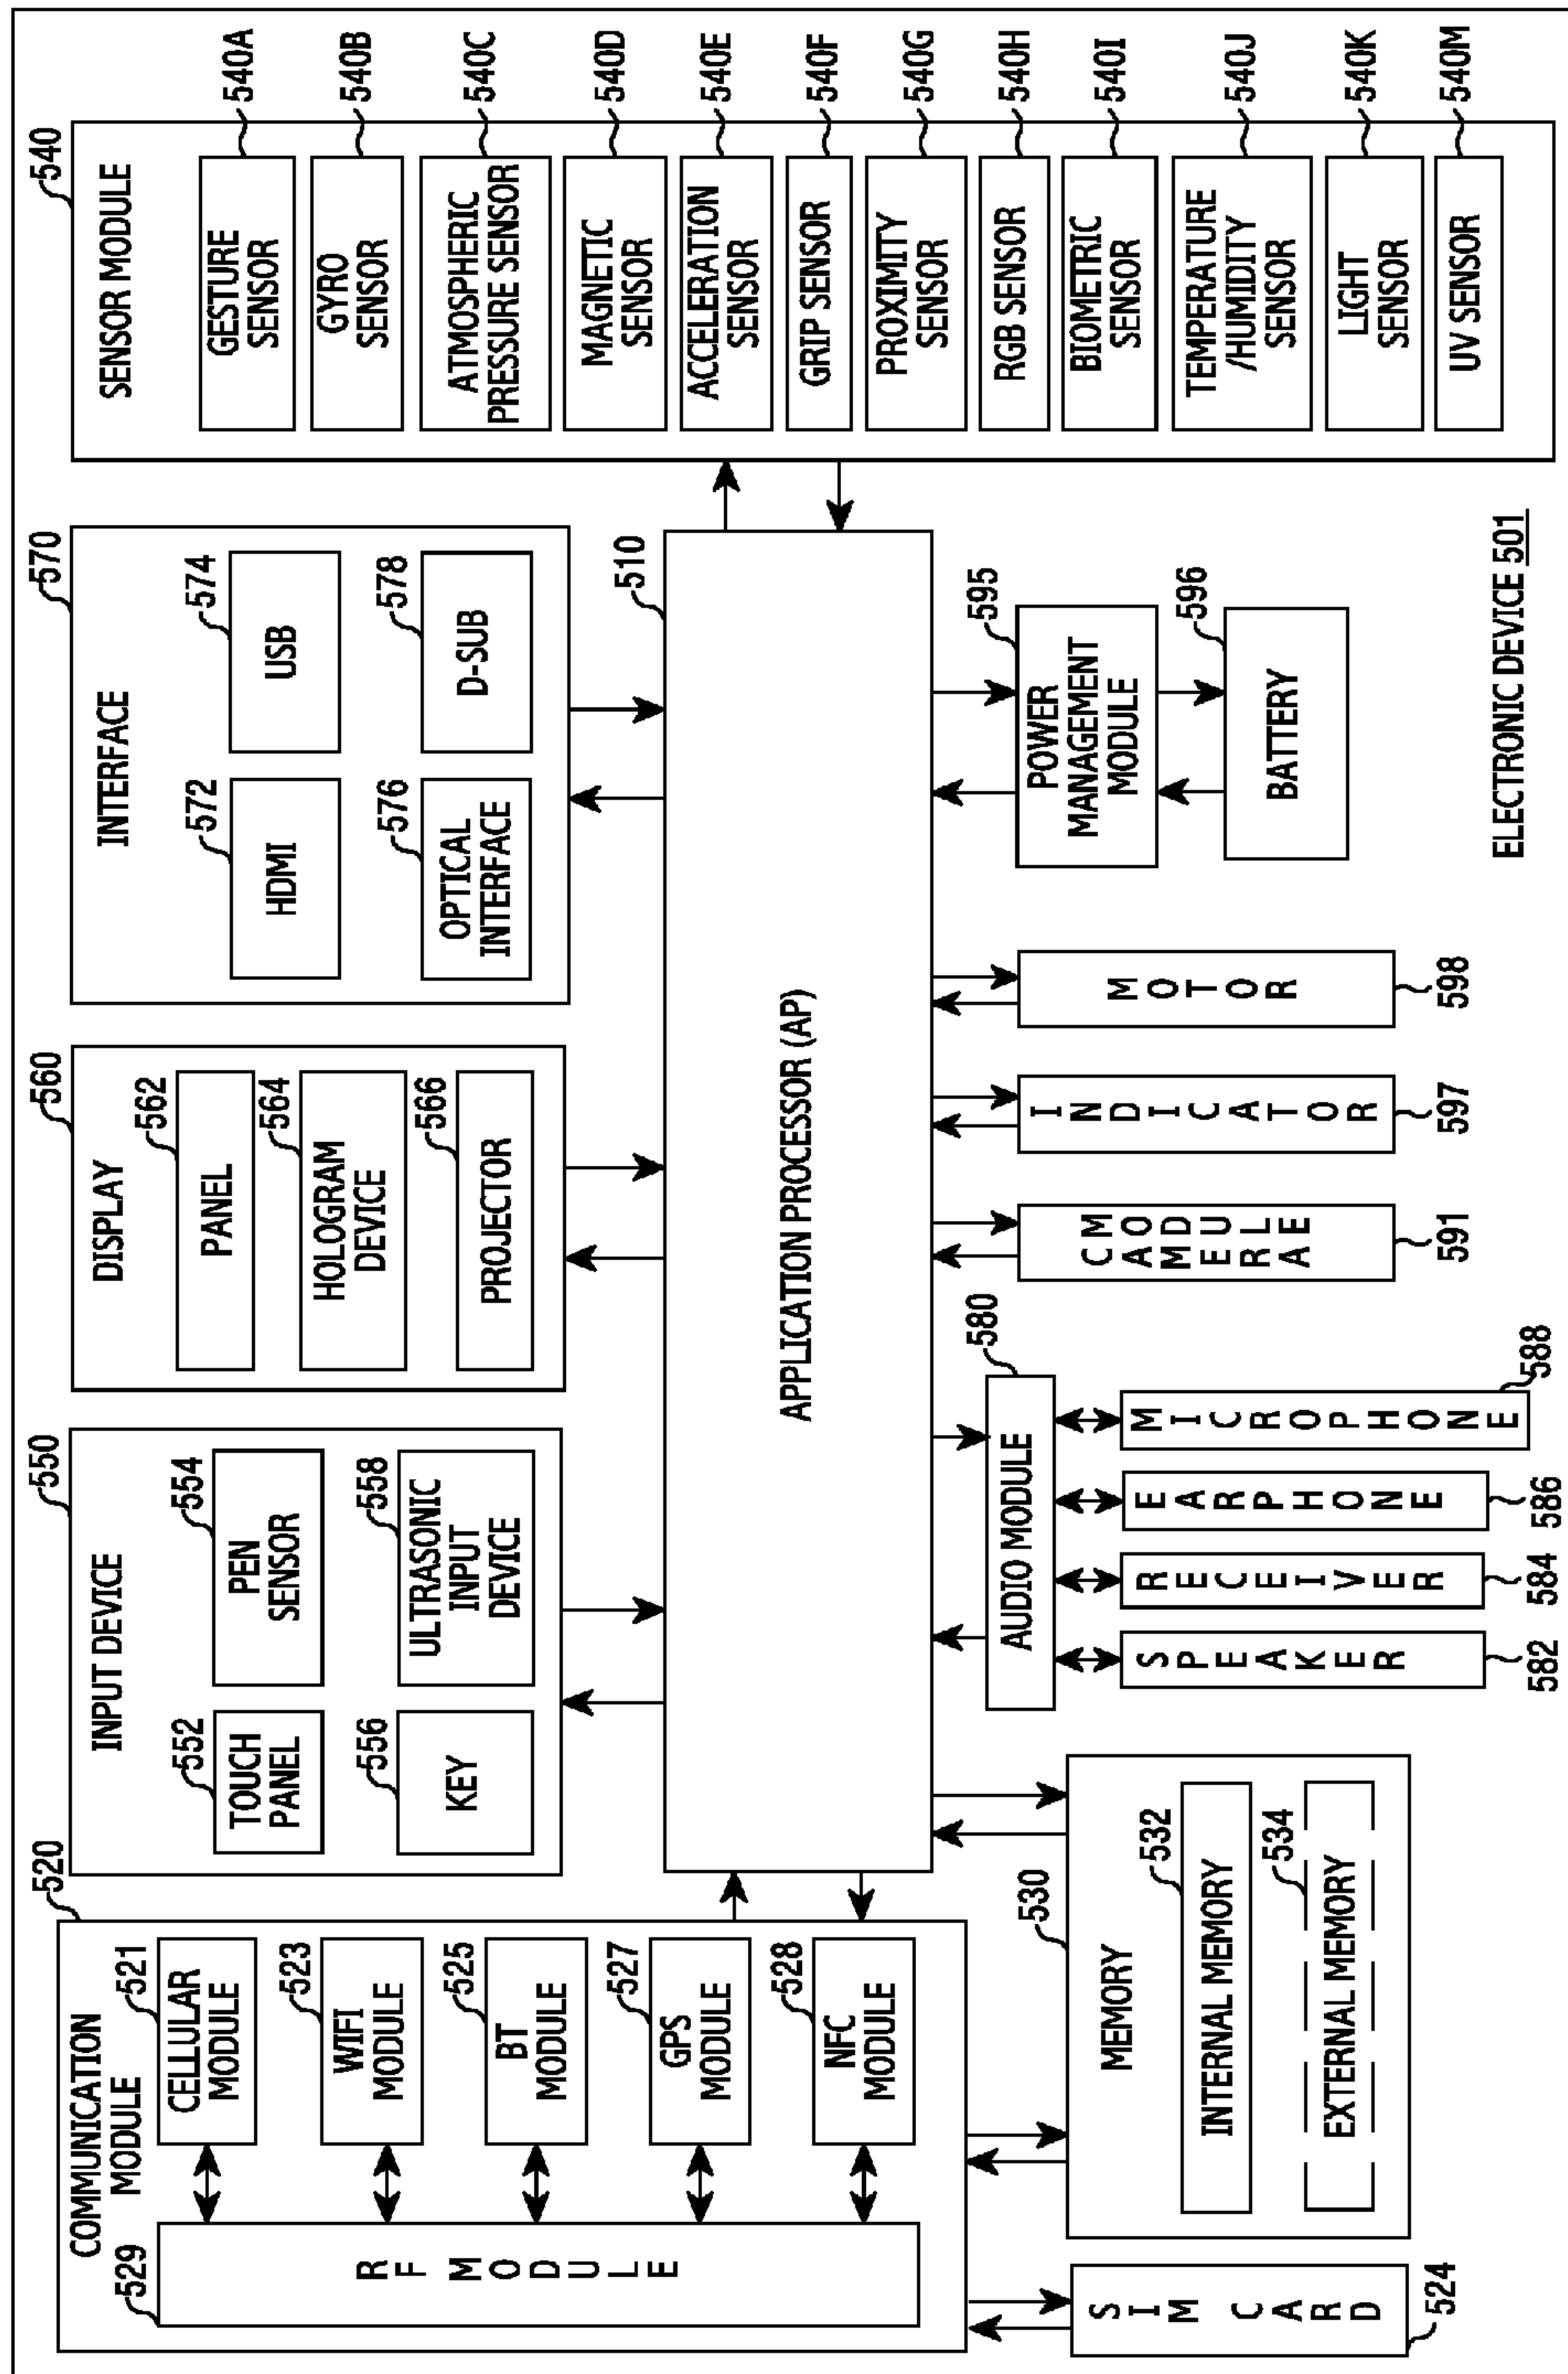 COMMUNICATION
MODULE
520
529
RF MODULE
521
CELLULAR
MODULE
523
WIFI
MODULE
525
BT
MODULE
527
GPS
MODULE
528
NFC
MODULE
INPUT DEVICE
550
552
TOUCH
PANEL
554
PEN
SENSOR
556
KEY
558
ULTRASONIC
INPUT
DEVICE
DISPLAY
560
562
PANEL
564
HOLOGRAM
DEVICE
566
PROJECTOR
INTERFACE
570
572
HDMI
574
USB
576
OPTICAL
INTERFACE
578
D-SUB
540
SENSOR MODULE
GESTURE
SENSOR
540A
GYRO
SENSOR
540B
ATMOSPHERIC
PRESSURE SENSOR
540C
MAGNETIC
SENSOR
540D
ACCELERATION
SENSOR
540E
GRIP SENSOR
540F
PROXIMITY
SENSOR
540G
RGB SENSOR
540H
BIOMETRIC
SENSOR
540I
TEMPERATURE
/HUMIDITY
SENSOR
540J
LIGHT
SENSOR
540K
UV SENSOR
540M
510
APPLICATION PROCESSOR (AP)
SIM CARD
524
530
MEMORY
532
INTERNAL MEMORY
534
EXTERNAL MEMORY
580
AUDIO MODULE
SPEAKER
582
RECEIVER
584
EARPHONE
586
MICROPHONE
588
CAMERA
MODULE
591
INDICATOR
597
MOTOR
598
595
POWER
MANAGEMENT
MODULE
596
BATTERY
ELECTRONIC DEVICE 501